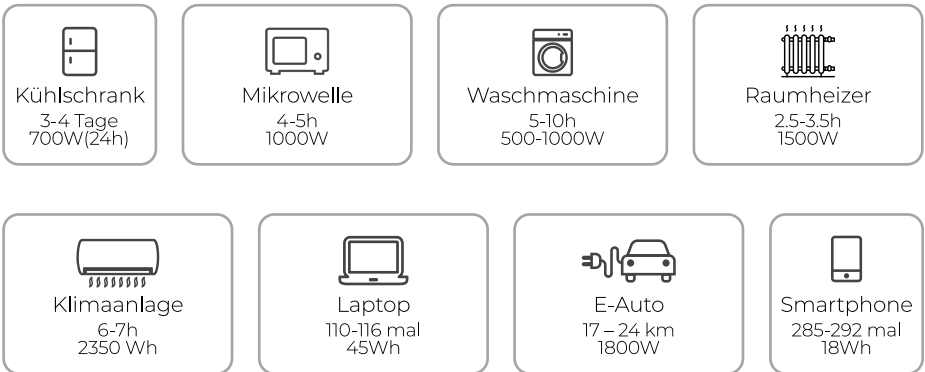 Kühlschrank
3-4 Tage
700W(24h)
Mikrowelle
4-5h
1000W
Waschmaschine
5-10h
500-1000W
Raumheizer
2.5-3.5h
1500W
Klimaanlage
6-7h
2350 Wh
Laptop
110-116 mal
45Wh
E-Auto
17 – 24 km
1800W
Smartphone
285-292 mal
18Wh